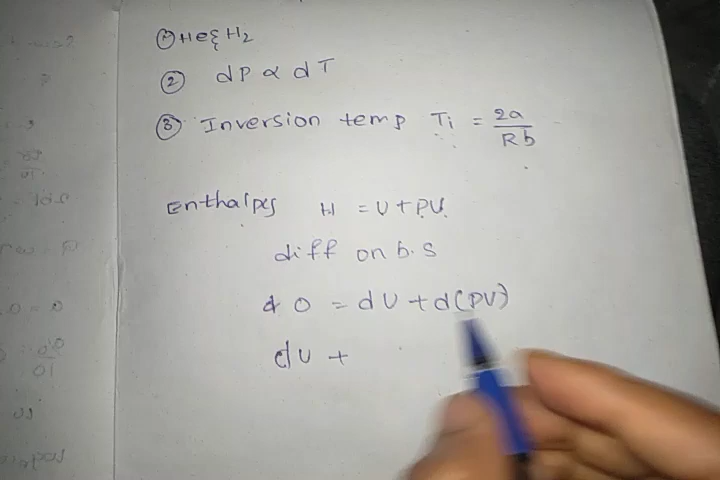 ① He & H2
② dP ∝ dT
③ Inversion temp Ti = 2a/Rb
Enthalpy H = U + PV
diff on b.s
0 = dU + d(PV)
dU +